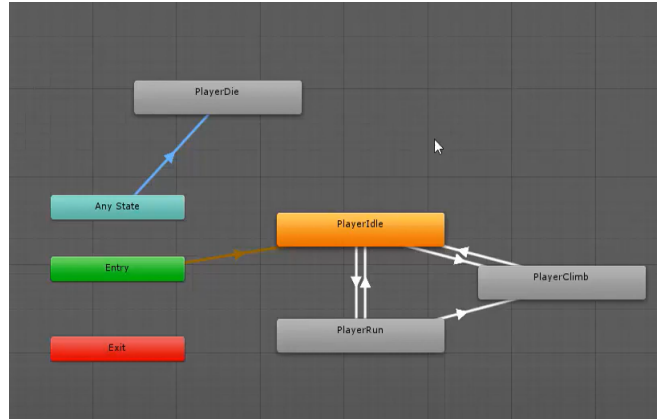 PlayerDie
Any State
PlayerIdle
Entry
PlayerClimb
PlayerRun
Exit